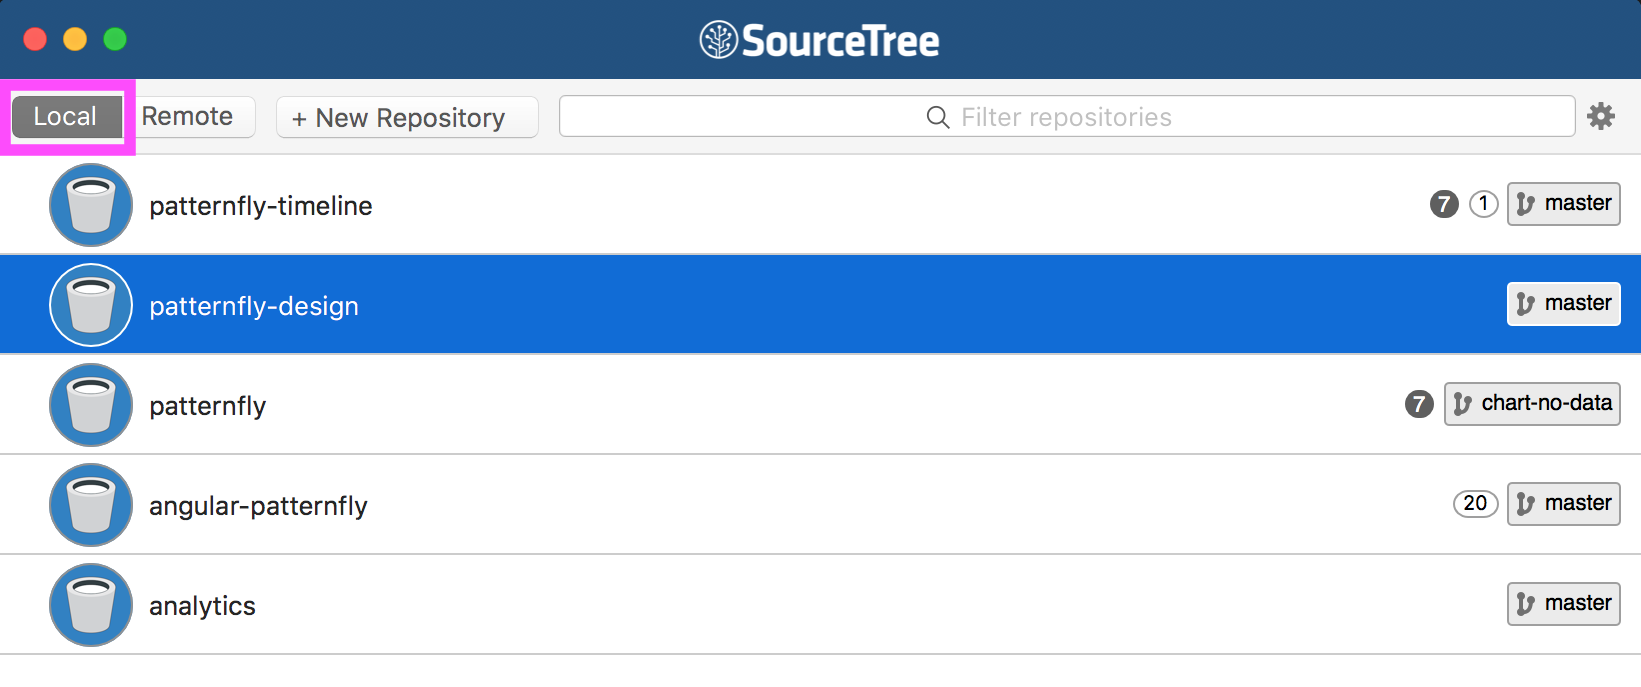 SourceTree
Local Remote + New Repository Filter repositories
patternfly-timeline 7 1 master
patternfly-design master
patternfly 7 chart-no-data
angular-patternfly 20 master
analytics master